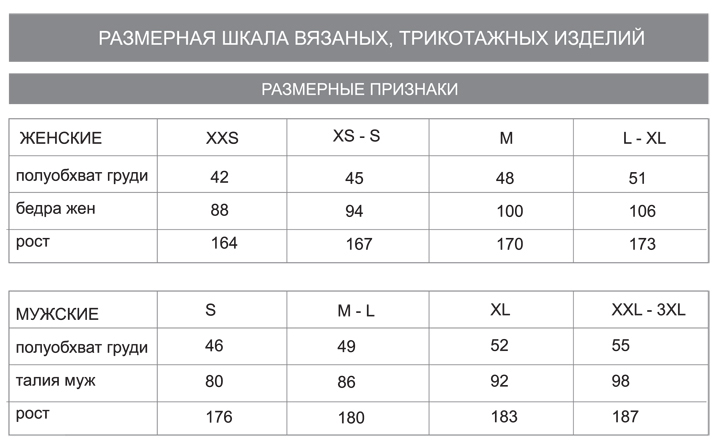 РАЗМЕРНАЯ ШКАЛА ВЯЗАНЫХ, ТРИКОТАЖНЫХ ИЗДЕЛИЙ
РАЗМЕРНЫЕ ПРИЗНАКИ
ЖЕНСКИЕ XXS XS - S M L - XL
полуобхват груди 42 45 48 51
бедра жен 88 94 100 106
рост 164 167 170 173
МУЖСКИЕ S M - L XL XXL - 3XL
полуобхват груди 46 49 52 55
талия муж 80 86 92 98
рост 176 180 183 187